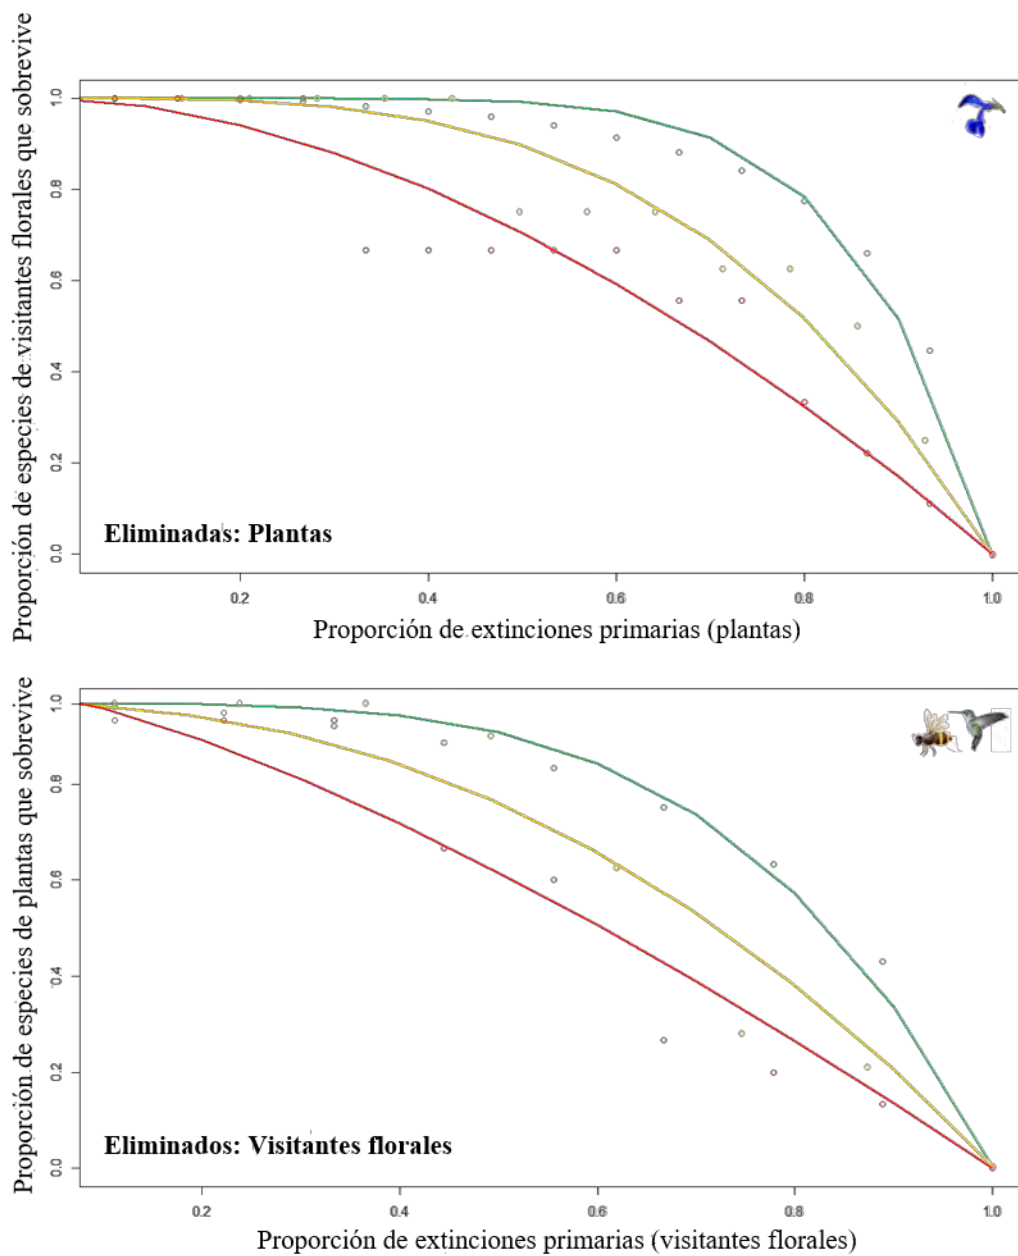 Proporción de especies de visitantes florales que sobrevive
1.0
0.8
0.6
0.4
0.2
0.0
Eliminadas: Plantas
0.2 0.4 0.6 0.8 1.0
Proporción de extinciones primarias (plantas)
Proporción de especies de plantas que sobrevive
1.0
0.8
0.6
0.4
0.2
0.0
Eliminados: Visitantes florales
0.2 0.4 0.6 0.8 1.0
Proporción de extinciones primarias (visitantes florales)